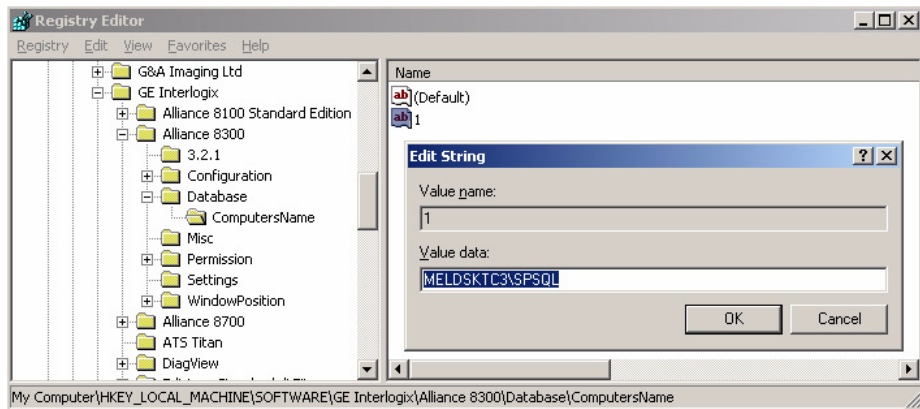 Registry Editor
Registry Edit View Favorites Help
G&A Imaging Ltd
GE Interlogix
Alliance 8100 Standard Edition
Alliance 8300
3.2.1
Configuration
Database
ComputersName
Misc
Permission
Settings
WindowPosition
Alliance 8700
ATS Titan
DiagView
Name
ab (Default)
ab 1
Edit String
Value name:
1
Value data:
MELDSKTC3\SPSQL
OK Cancel
My Computer\HKEY_LOCAL_MACHINE\SOFTWARE\GE Interlogix\Alliance 8300\Database\ComputersName